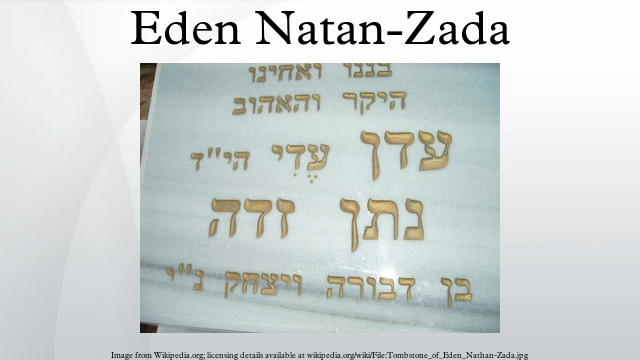 Eden Natan-Zada
בננו ואחינו
היקר והאהוב
עדן עֶדִי הי"ד
נתן זדה
בן דבורה ויצחק נ"י
Image from Wikipedia.org; licensing details available at wikipedia.org/wiki/File:Tombstone_of_Eden_Nathan-Zada.jpg